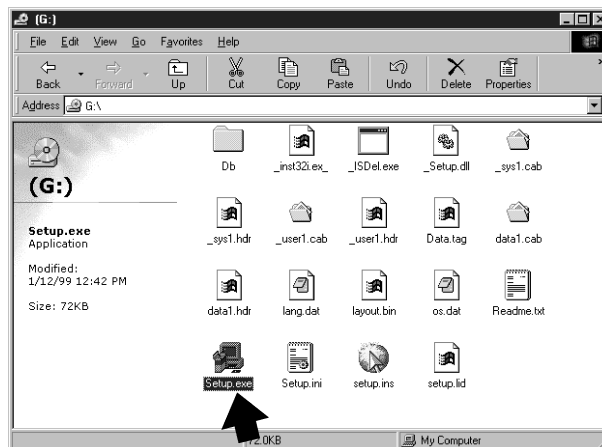 (G:)
File Edit View Go Favorites Help
Back Forward Up Cut Copy Paste Undo Delete Properties
Address G:\
(G:)
Setup.exe
Application
Modified:
1/12/99 12:42 PM
Size: 72KB
Db _inst32i.ex_ _ISDel.exe _Setup.dll _sys1.cab
_sys1.hdr _user1.cab _user1.hdr Data.tag data1.cab
data1.hdr lang.dat layout.bin os.dat Readme.txt
Setup.exe Setup.ini setup.ins setup.lid
72.0KB My Computer